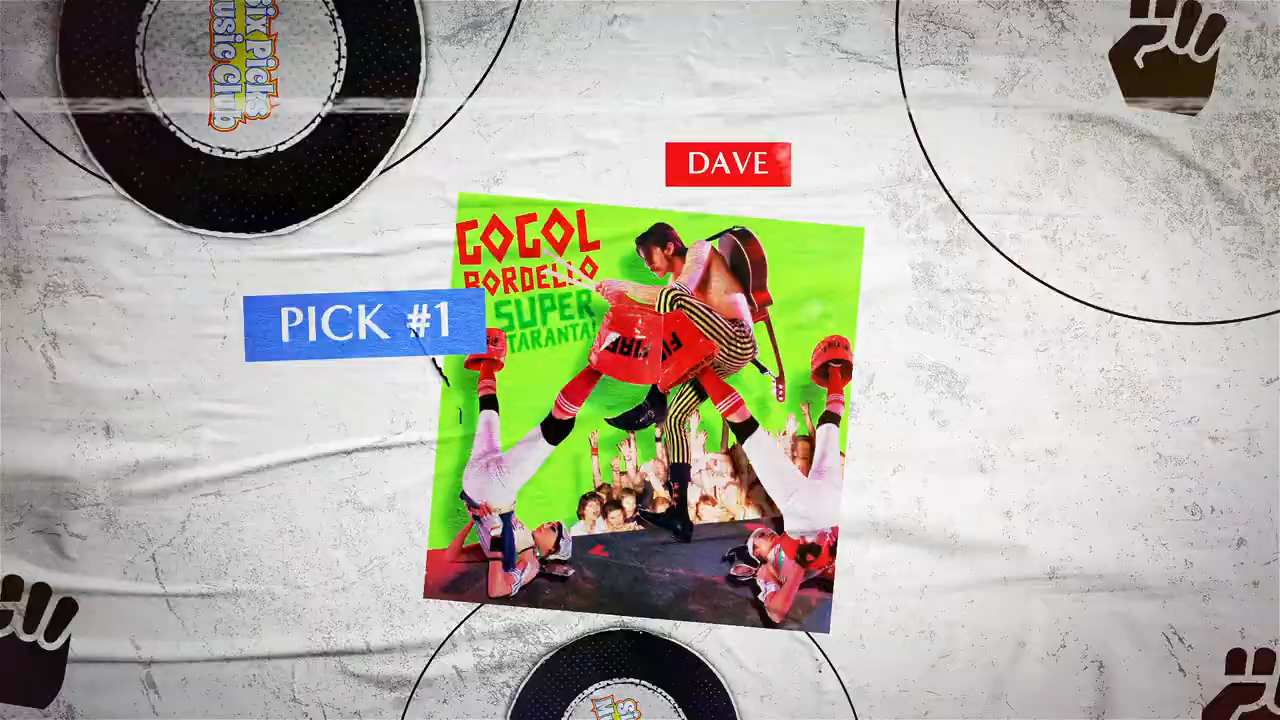 Six Picks
Music Club
DAVE
GOGOL
BORDELLO
SUPER
TARANTA!
PICK #1
FIRE